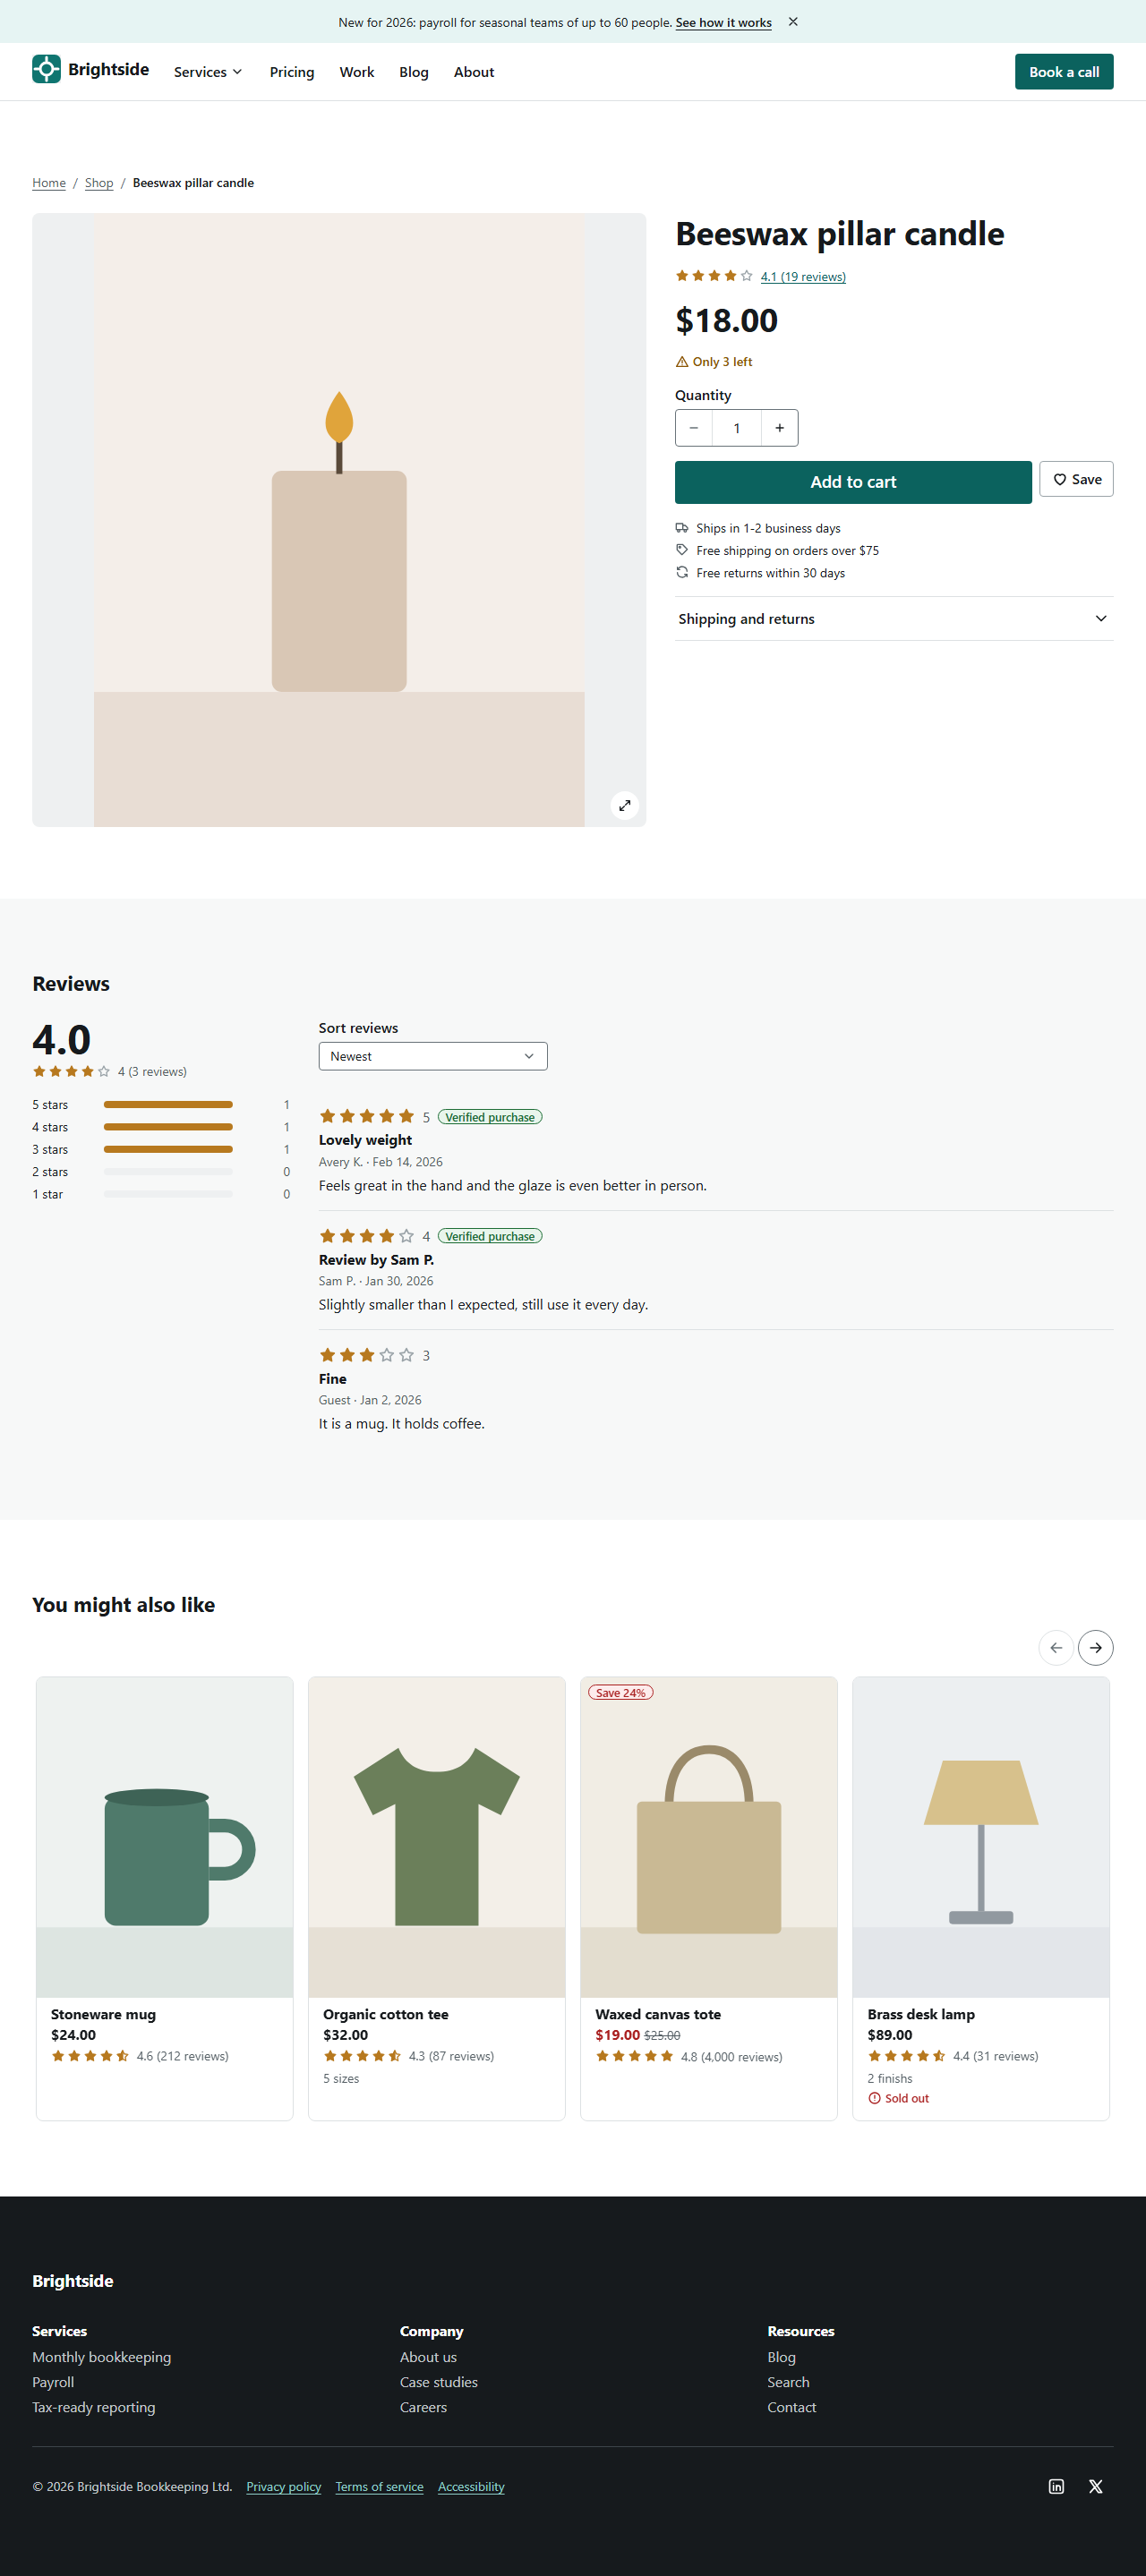 New for 2026: payroll for seasonal teams of up to 60 people. See how it works
Brightside Services Pricing Work Blog About Book a call
Home / Shop / Beeswax pillar candle
Beeswax pillar candle
4.1 (19 reviews)
$18.00
Only 3 left
Quantity
− 1 +
Add to cart Save
Ships in 1-2 business days
Free shipping on orders over $75
Free returns within 30 days
Shipping and returns
Reviews
4.0
4 (3 reviews)
5 stars 1
4 stars 1
3 stars 1
2 stars 0
1 star 0
Sort reviews
Newest
5 Verified purchase
Lovely weight
Avery K. · Feb 14, 2026
Feels great in the hand and the glaze is even better in person.
4 Verified purchase
Review by Sam P.
Sam P. · Jan 30, 2026
Slightly smaller than I expected, still use it every day.
3
Fine
Guest · Jan 2, 2026
It is a mug. It holds coffee.
You might also like
Stoneware mug
$24.00
4.6 (212 reviews)
Organic cotton tee
$32.00
4.3 (87 reviews)
5 sizes
Save 24%
Waxed canvas tote
$19.00 $25.00
4.8 (4,000 reviews)
Brass desk lamp
$89.00
4.4 (31 reviews)
2 finishs
Sold out
Brightside
Services
Monthly bookkeeping
Payroll
Tax-ready reporting
Company
About us
Case studies
Careers
Resources
Blog
Search
Contact
© 2026 Brightside Bookkeeping Ltd. Privacy policy Terms of service Accessibility